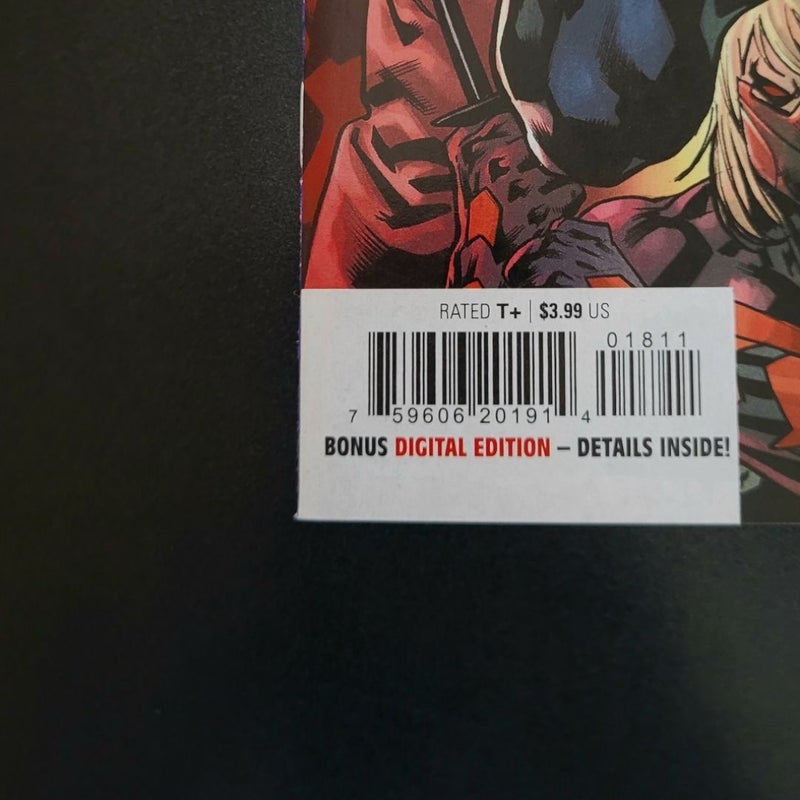 RATED T+ | $3.99 US
01811
7 59606 20191 4
BONUS DIGITAL EDITION – DETAILS INSIDE!